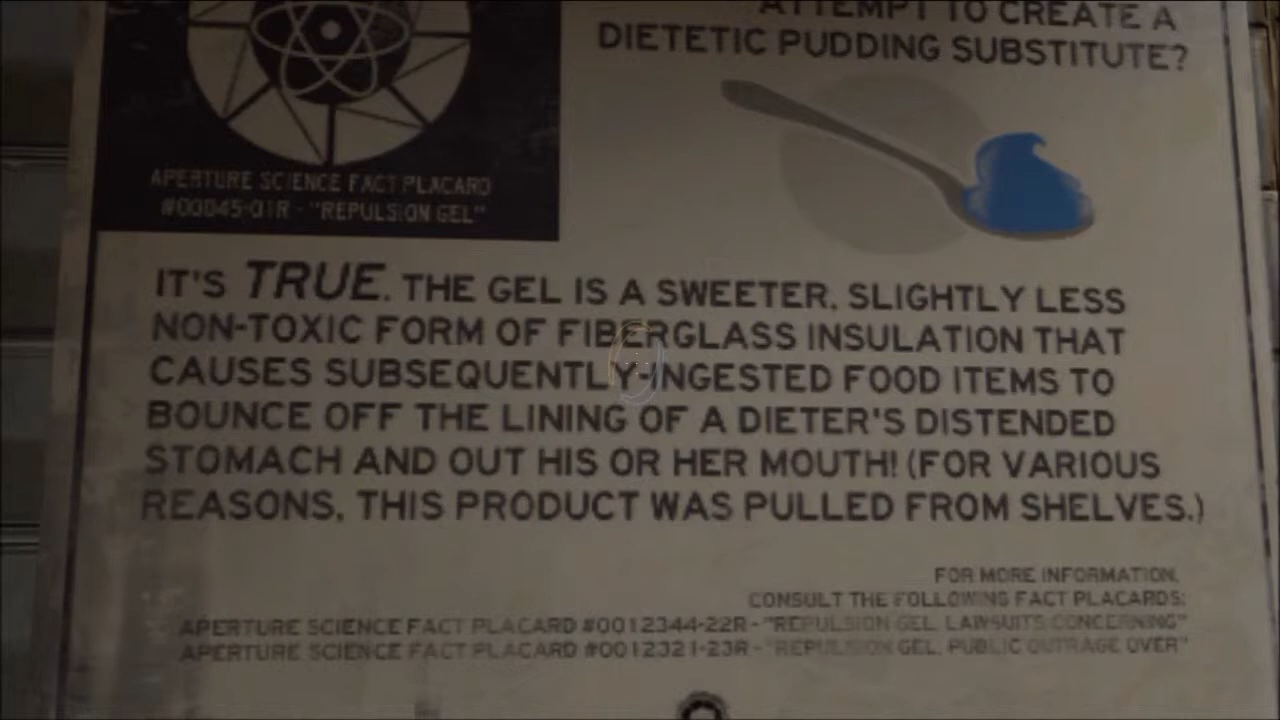 ATTEMPT TO CREATE A
DIETETIC PUDDING SUBSTITUTE?
APERTURE SCIENCE FACT PLACARD
#00045-01R - "REPULSION GEL"
IT'S TRUE. THE GEL IS A SWEETER, SLIGHTLY LESS
NON-TOXIC FORM OF FIBERGLASS INSULATION THAT
CAUSES SUBSEQUENTLY-INGESTED FOOD ITEMS TO
BOUNCE OFF THE LINING OF A DIETER'S DISTENDED
STOMACH AND OUT HIS OR HER MOUTH! (FOR VARIOUS
REASONS, THIS PRODUCT WAS PULLED FROM SHELVES.)
FOR MORE INFORMATION,
CONSULT THE FOLLOWING FACT PLACARDS:
APERTURE SCIENCE FACT PLACARD #0012344-22R - "REPULSION GEL, LAWSUITS CONCERNING"
APERTURE SCIENCE FACT PLACARD #0012321-23R - "REPULSION GEL, PUBLIC OUTRAGE OVER"